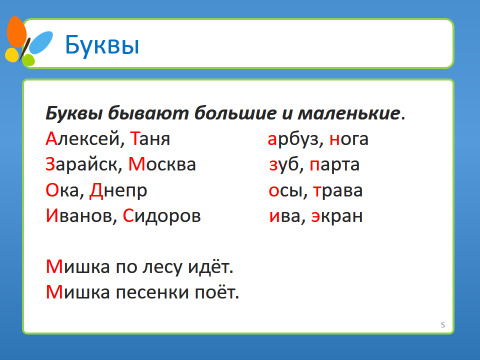 Буквы
Буквы бывают большие и маленькие.
Алексей, Таня арбуз, нога
Зарайск, Москва зуб, парта
Ока, Днепр осы, трава
Иванов, Сидоров ива, экран
Мишка по лесу идёт.
Мишка песенки поёт.
5